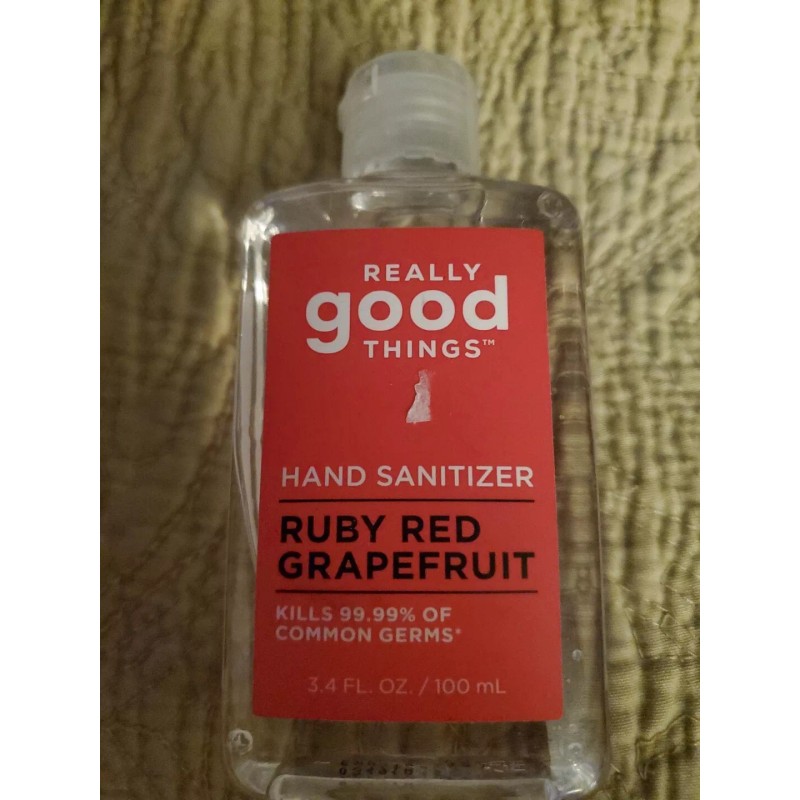 REALLY
good
THINGS™
HAND SANITIZER
RUBY RED
GRAPEFRUIT
KILLS 99.99% OF
COMMON GERMS*
3.4 FL. OZ. / 100 mL